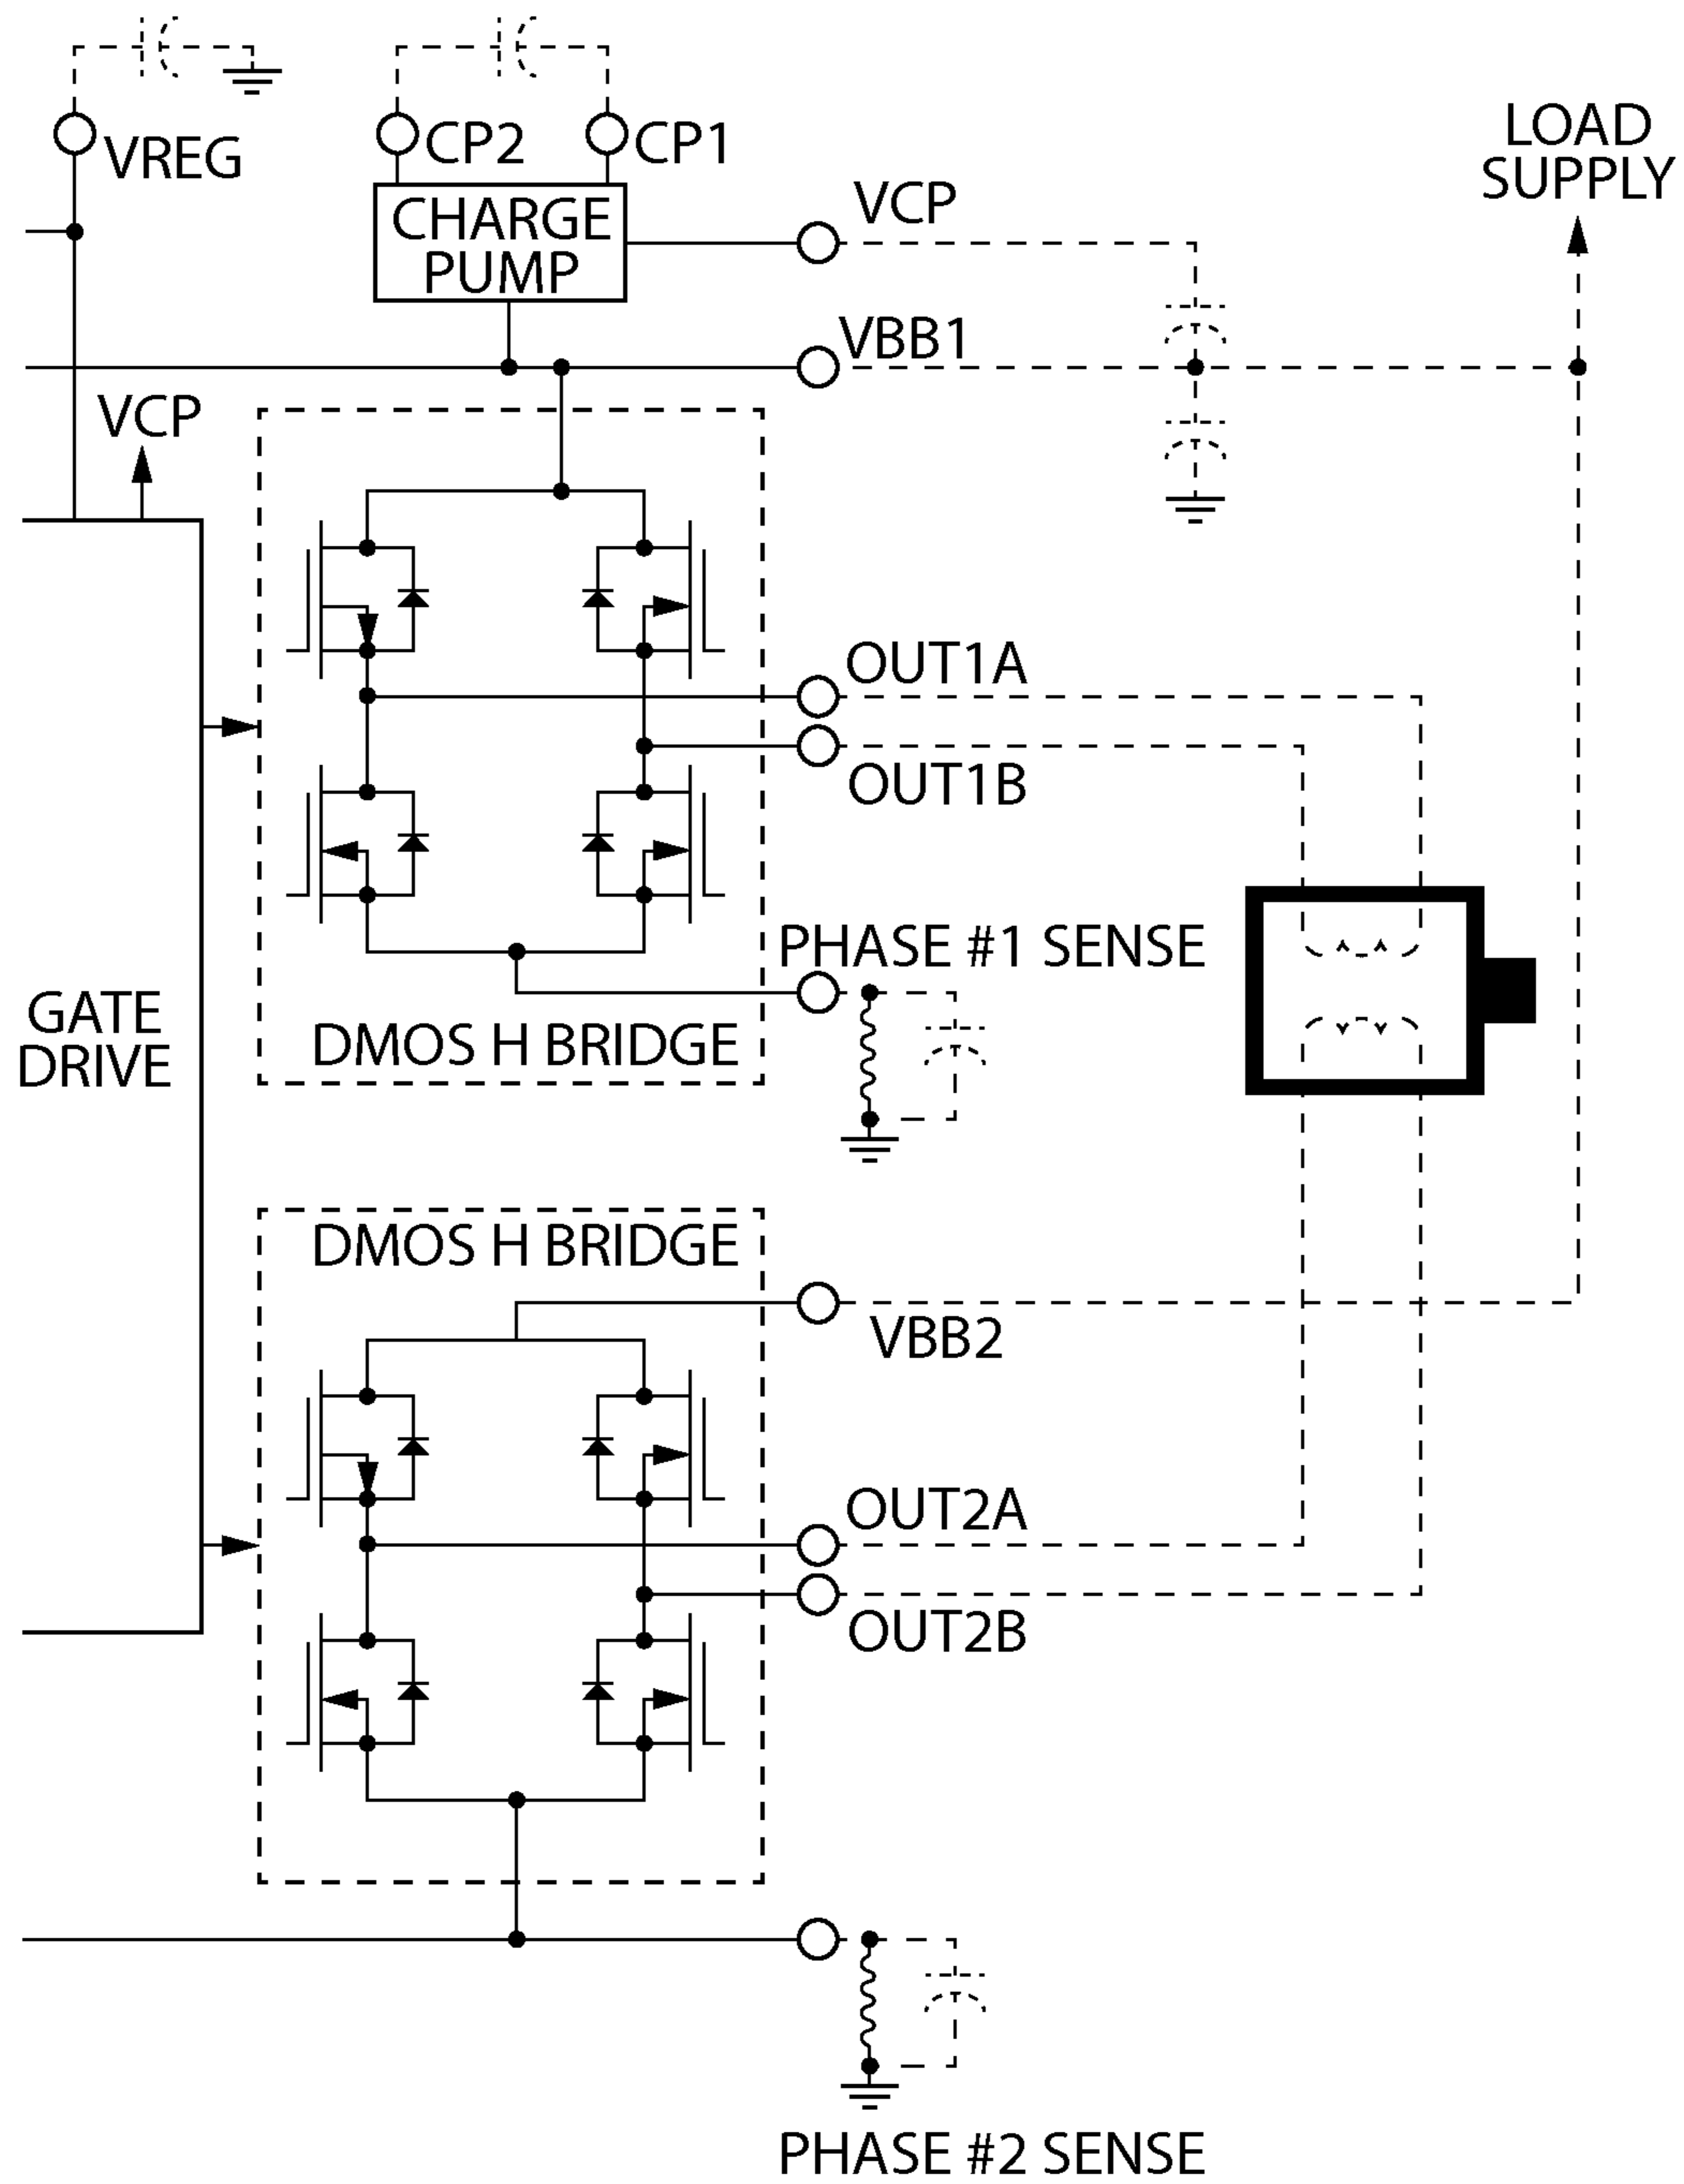 VREG
CP2
CP1
CHARGE
PUMP
VCP
LOAD
SUPPLY
VBB1
VCP
OUT1A
OUT1B
PHASE #1 SENSE
GATE
DRIVE
DMOS H BRIDGE
DMOS H BRIDGE
VBB2
OUT2A
OUT2B
PHASE #2 SENSE